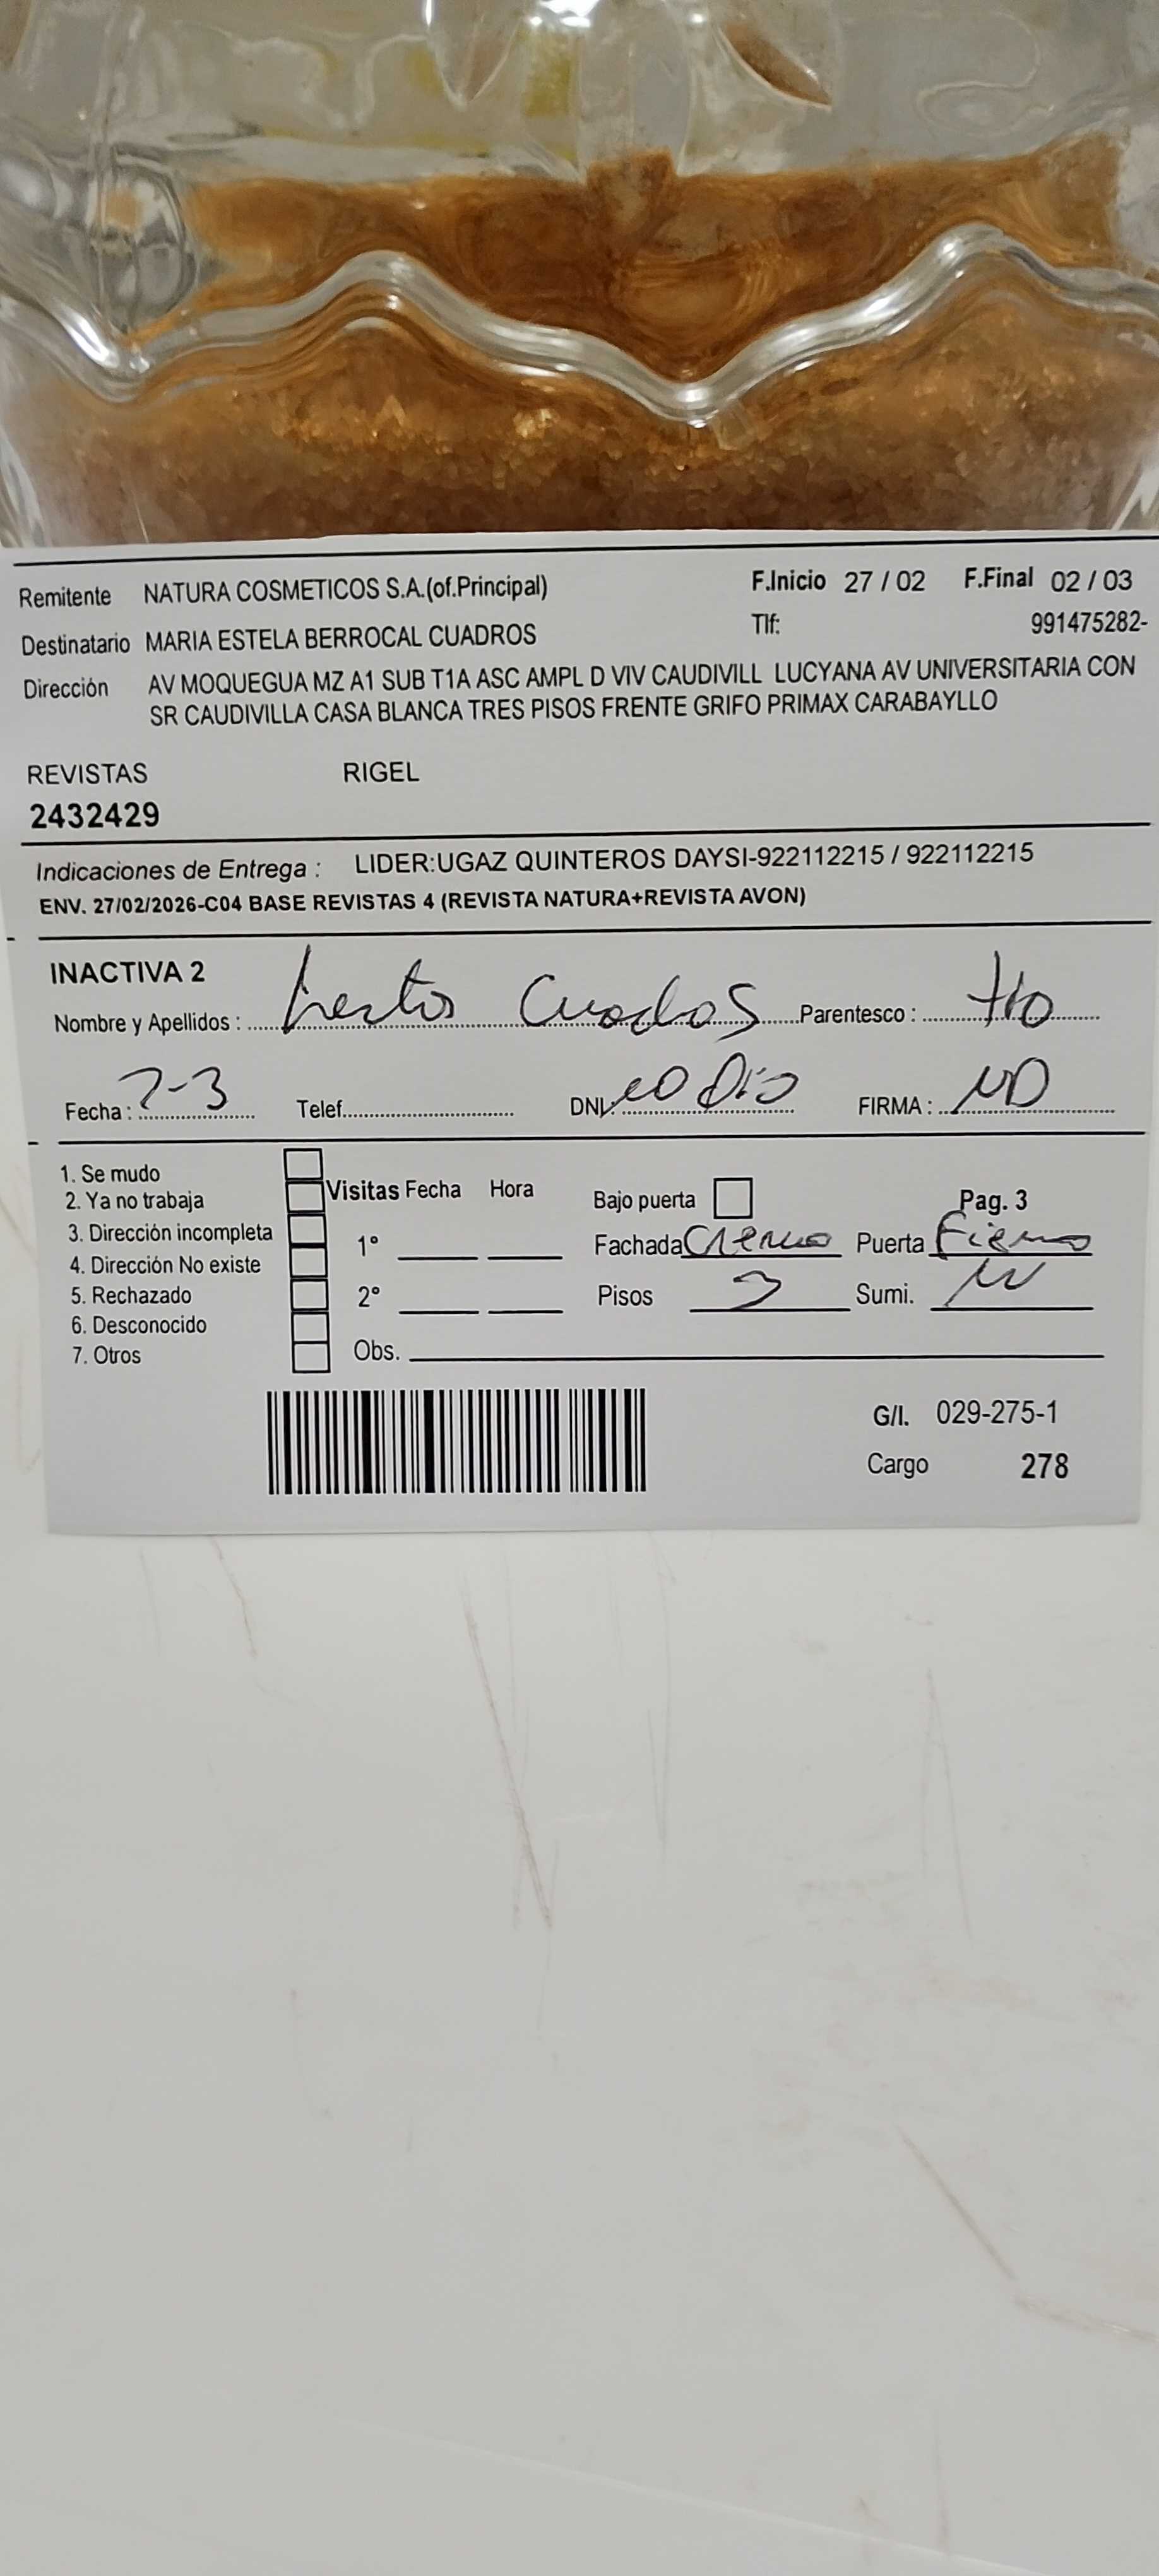 Remitente NATURA COSMETICOS S.A.(of.Principal) F.Inicio 27 / 02 F.Final 02 / 03
Destinatario MARIA ESTELA BERROCAL CUADROS Tlf: 991475282-
Dirección AV MOQUEGUA MZ A1 SUB T1A ASC AMPL D VIV CAUDIVILL LUCYANA AV UNIVERSITARIA CON
SR CAUDIVILLA CASA BLANCA TRES PISOS FRENTE GRIFO PRIMAX CARABAYLLO
REVISTAS RIGEL
2432429
Indicaciones de Entrega : LIDER:UGAZ QUINTEROS DAYSI-922112215 / 922112215
ENV. 27/02/2026-C04 BASE REVISTAS 4 (REVISTA NATURA+REVISTA AVON)
INACTIVA 2
Nombre y Apellidos : Cuadros Parentesco : tio
Fecha : 2-3 Telef. DNI: FIRMA :
1. Se mudo
2. Ya no trabaja Visitas Fecha Hora Bajo puerta Pag. 3
3. Dirección incompleta 1° Fachada Crema Puerta Fierro
4. Dirección No existe
5. Rechazado 2° Pisos 3 Sumi.
6. Desconocido
7. Otros Obs.
G/I. 029-275-1
Cargo 278